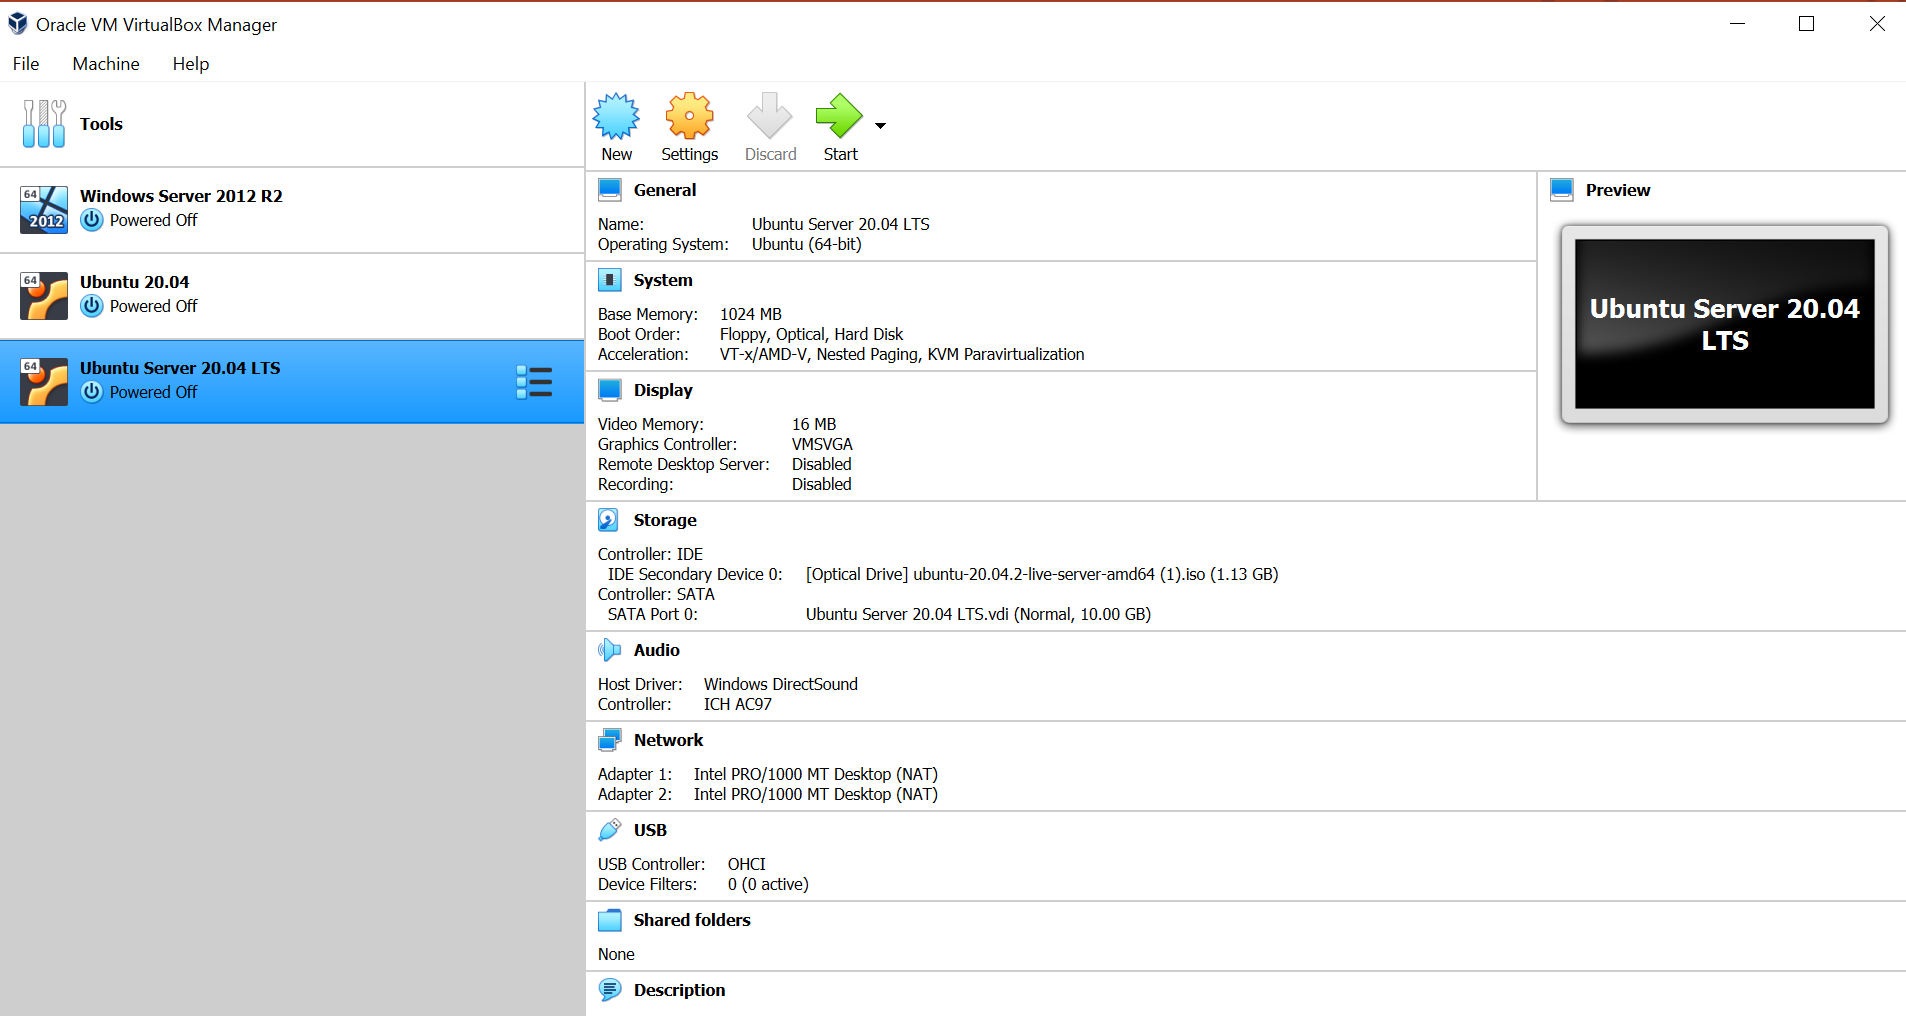 Oracle VM VirtualBox Manager
File Machine Help
Tools
64
2012
Windows Server 2012 R2
Powered Off
64
Ubuntu 20.04
Powered Off
64
Ubuntu Server 20.04 LTS
Powered Off
New Settings Discard Start
General
Name: Ubuntu Server 20.04 LTS
Operating System: Ubuntu (64-bit)
System
Base Memory: 1024 MB
Boot Order: Floppy, Optical, Hard Disk
Acceleration: VT-x/AMD-V, Nested Paging, KVM Paravirtualization
Display
Video Memory: 16 MB
Graphics Controller: VMSVGA
Remote Desktop Server: Disabled
Recording: Disabled
Preview
Ubuntu Server 20.04
LTS
Storage
Controller: IDE
IDE Secondary Device 0: [Optical Drive] ubuntu-20.04.2-live-server-amd64 (1).iso (1.13 GB)
Controller: SATA
SATA Port 0: Ubuntu Server 20.04 LTS.vdi (Normal, 10.00 GB)
Audio
Host Driver: Windows DirectSound
Controller: ICH AC97
Network
Adapter 1: Intel PRO/1000 MT Desktop (NAT)
Adapter 2: Intel PRO/1000 MT Desktop (NAT)
USB
USB Controller: OHCI
Device Filters: 0 (0 active)
Shared folders
None
Description